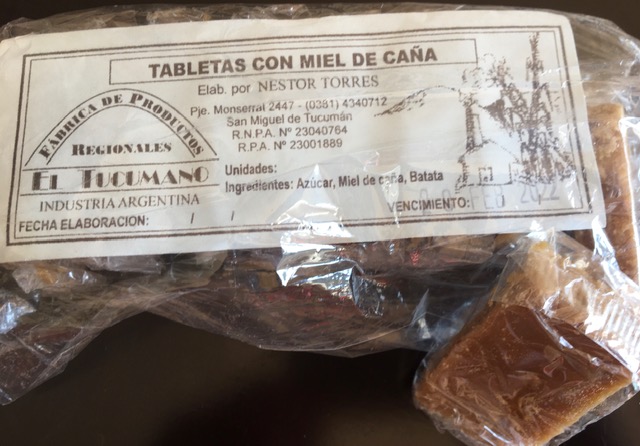 TABLETAS CON MIEL DE CAÑA
Elab. por NESTOR TORRES
Pje. Monserrat 2447 - (0381) 4340712
San Miguel de Tucumán
R.N.P.A. Nº 23040764
R.P.A. Nº 23001889
FABRICA DE PRODUCTOS
REGIONALES
EL TUCUMANO
INDUSTRIA ARGENTINA
FECHA ELABORACION: / /
Unidades:
Ingredientes: Azúcar, Miel de caña, Batata
VENCIMIENTO: FEB 2022